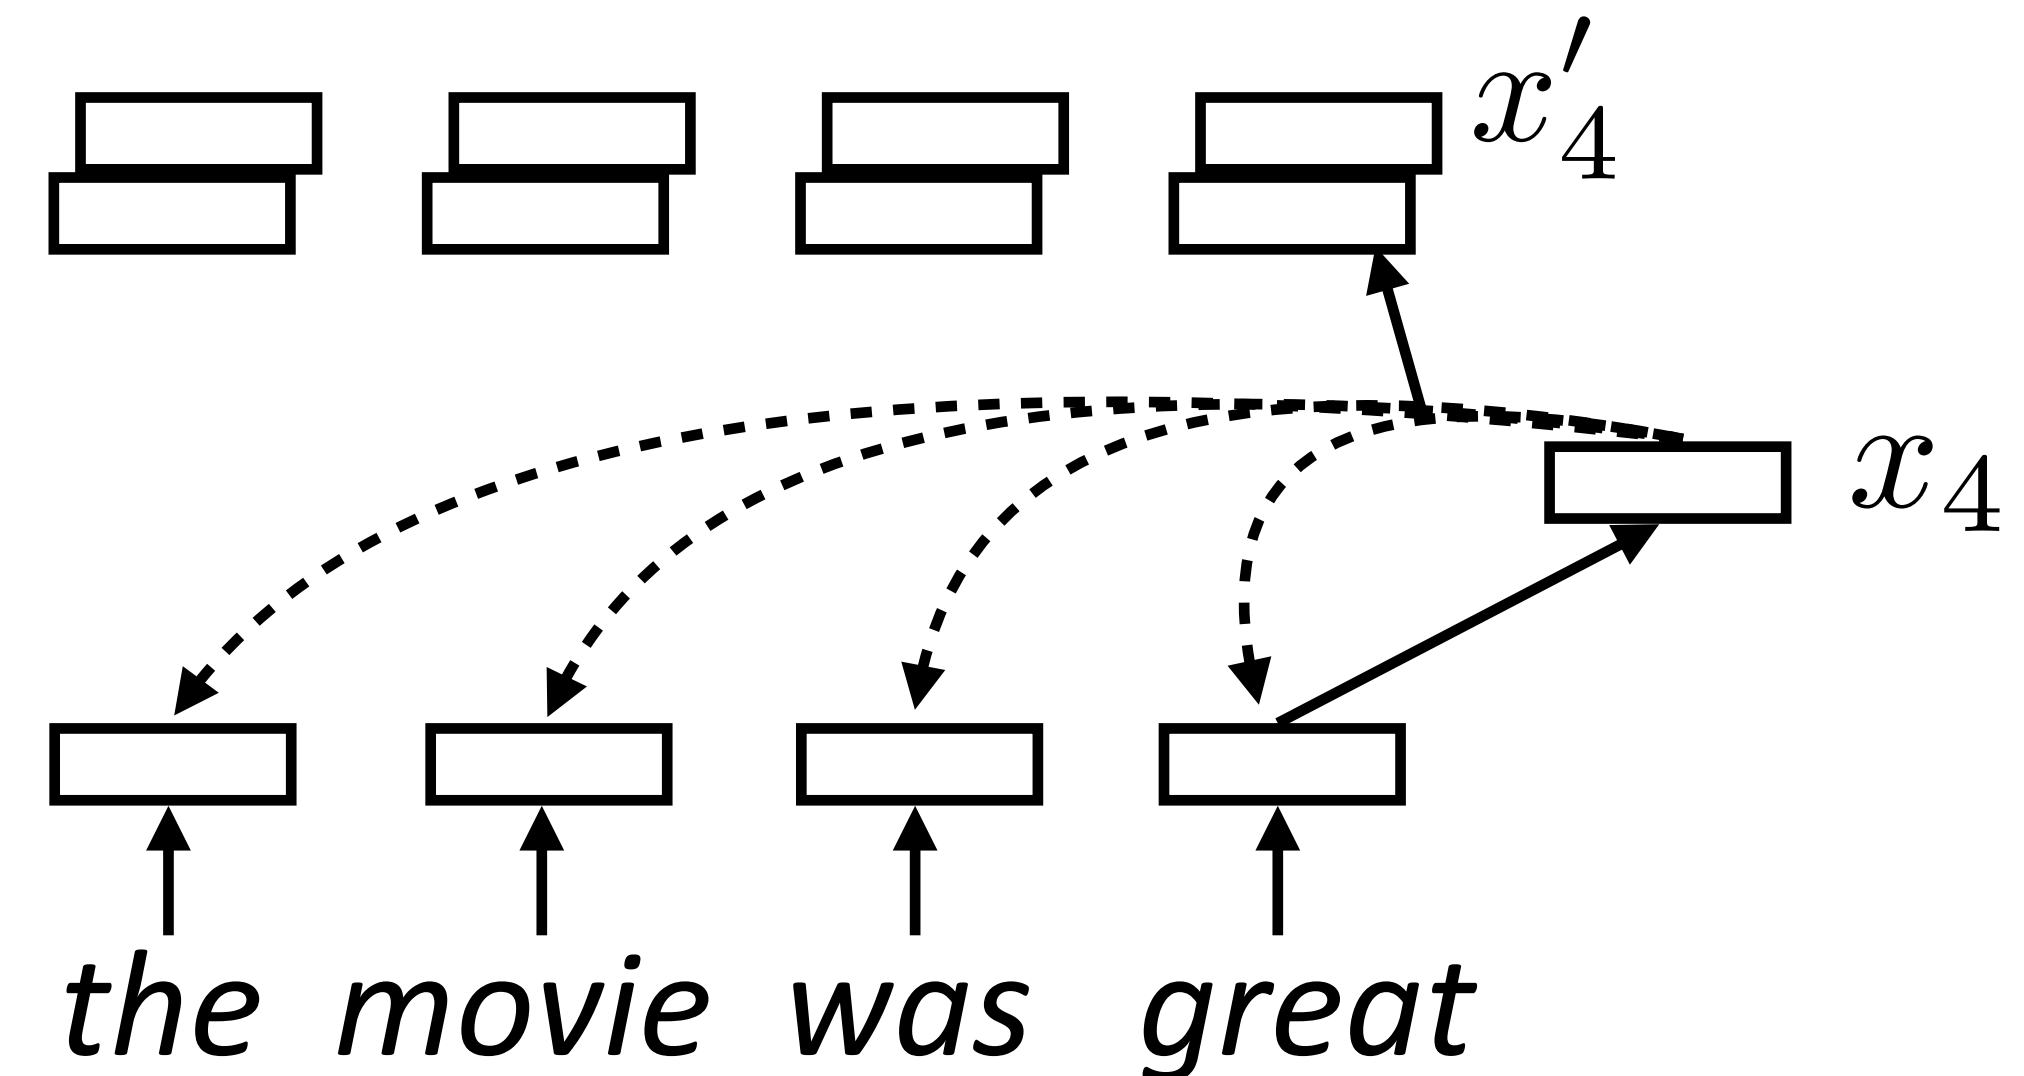 x′₄
x₄
the movie was great